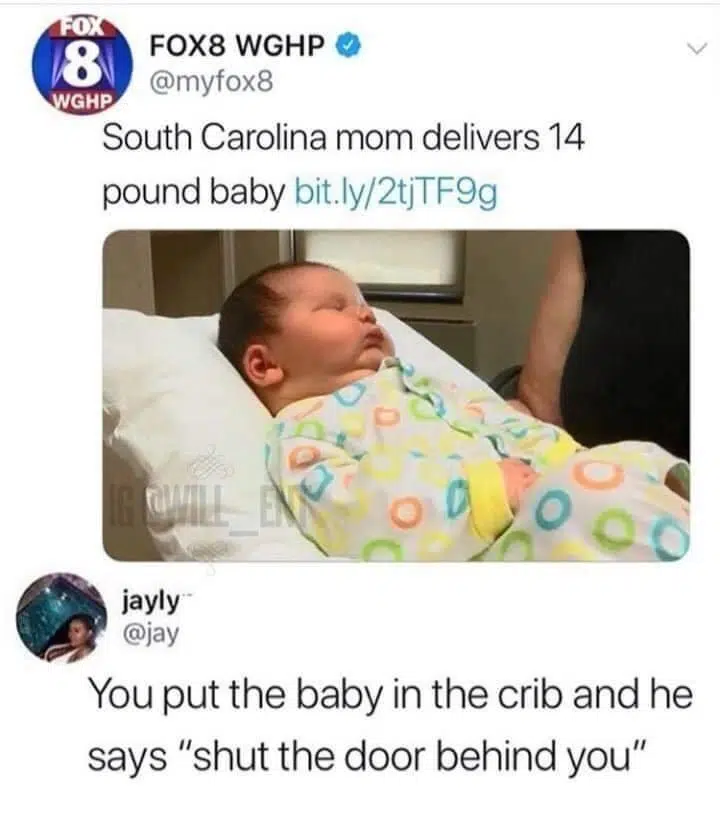 FOX
8
WGHP
FOX8 WGHP
@myfox8
South Carolina mom delivers 14
pound baby bit.ly/2tjTF9g
jayly
@jay
You put the baby in the crib and he
says "shut the door behind you"